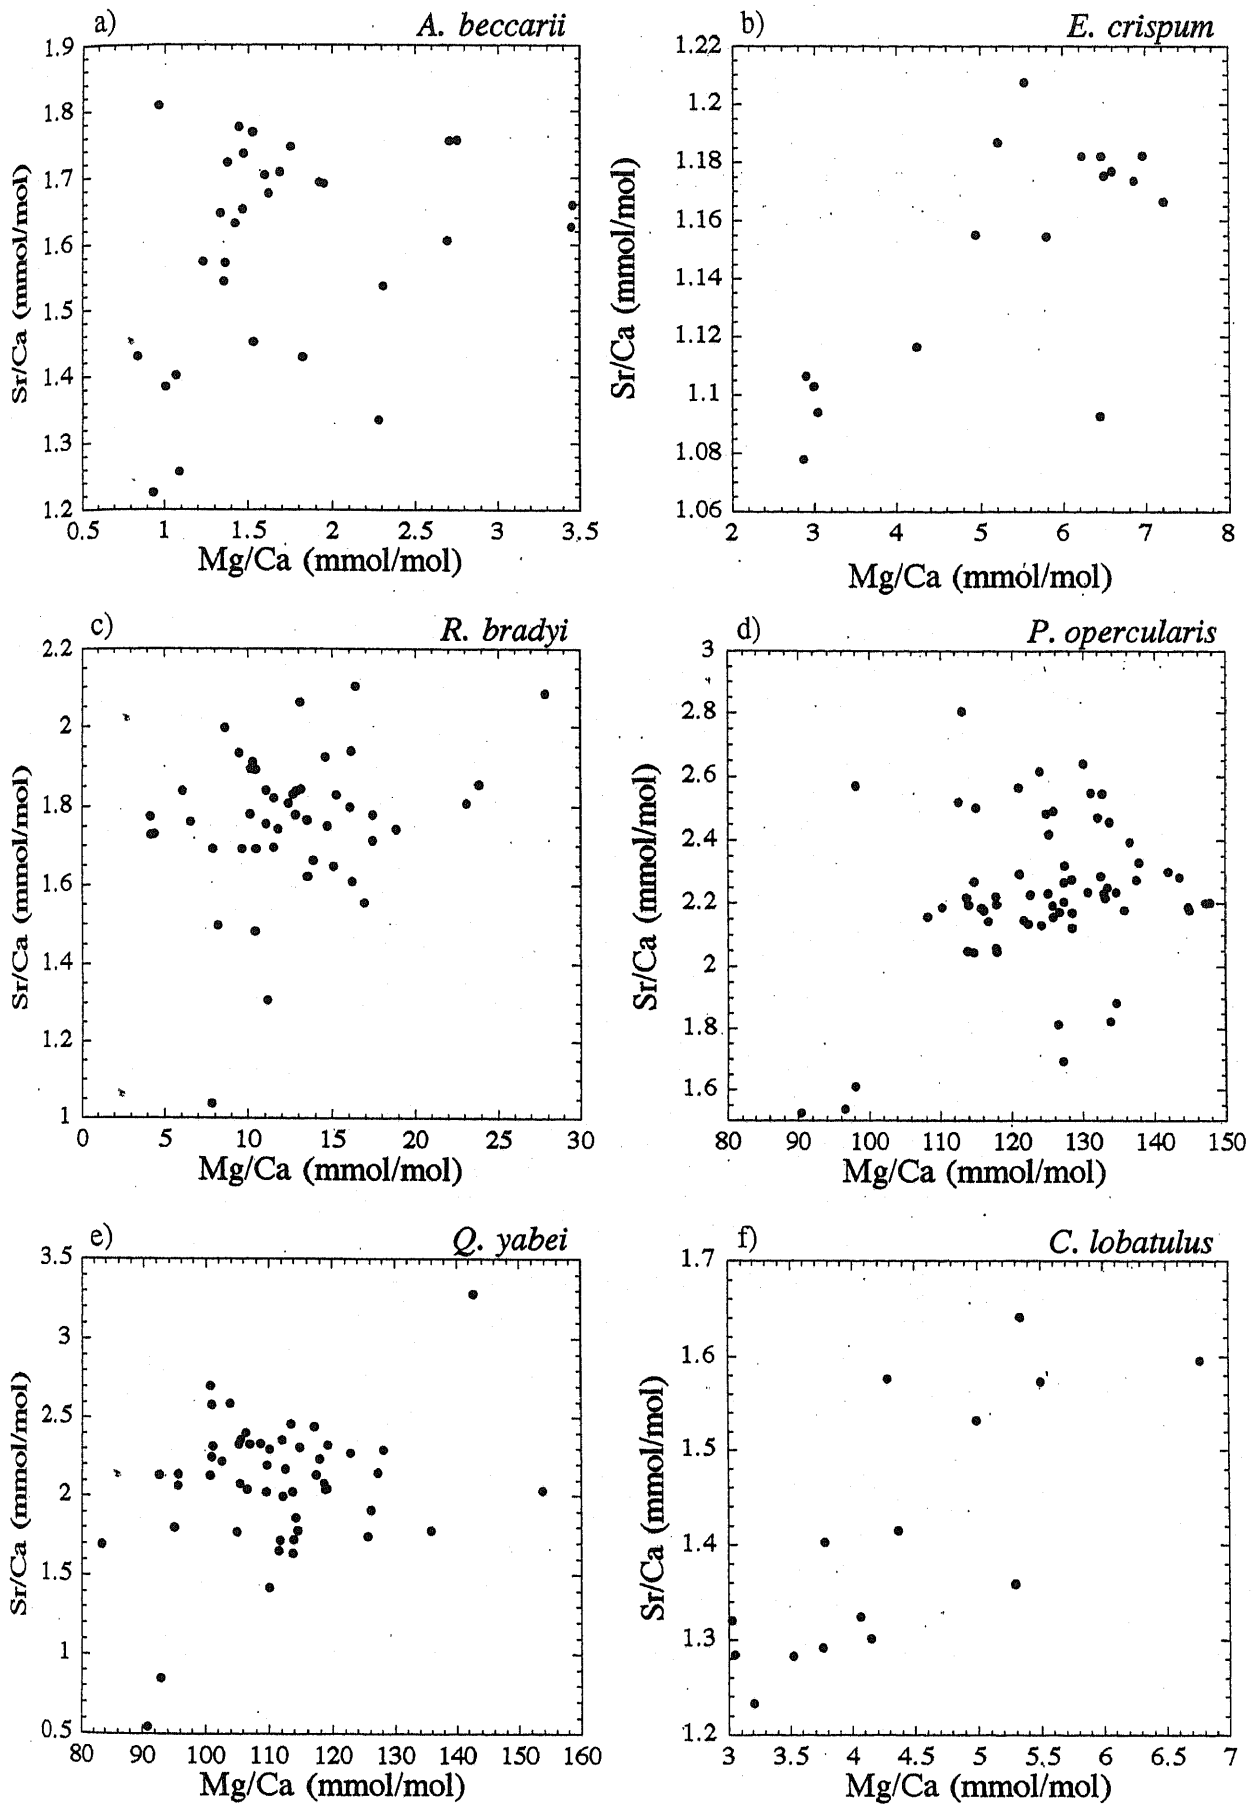 a) A. beccarii
1.9
1.8
1.7
1.6
1.5
1.4
1.3
1.2
Sr/Ca (mmol/mol)
0.5 1 1.5 2 2.5 3 3.5
Mg/Ca (mmol/mol)
b) E. crispum
1.22
1.2
1.18
1.16
1.14
1.12
1.1
1.08
1.06
Sr/Ca (mmol/mol)
2 3 4 5 6 7 8
Mg/Ca (mmol/mol)
c) R. bradyi
2.2
2
1.8
1.6
1.4
1.2
1
Sr/Ca (mmol/mol)
0 5 10 15 20 25 30
Mg/Ca (mmol/mol)
d) P. opercularis
3
2.8
2.6
2.4
2.2
2
1.8
1.6
Sr/Ca (mmol/mol)
80 90 100 110 120 130 140 150
Mg/Ca (mmol/mol)
e) Q. yabei
3.5
3
2.5
2
1.5
1
0.5
Sr/Ca (mmol/mol)
80 90 100 110 120 130 140 150 160
Mg/Ca (mmol/mol)
f) C. lobatulus
1.7
1.6
1.5
1.4
1.3
1.2
Sr/Ca (mmol/mol)
3 3.5 4 4.5 5 5.5 6 6.5 7
Mg/Ca (mmol/mol)